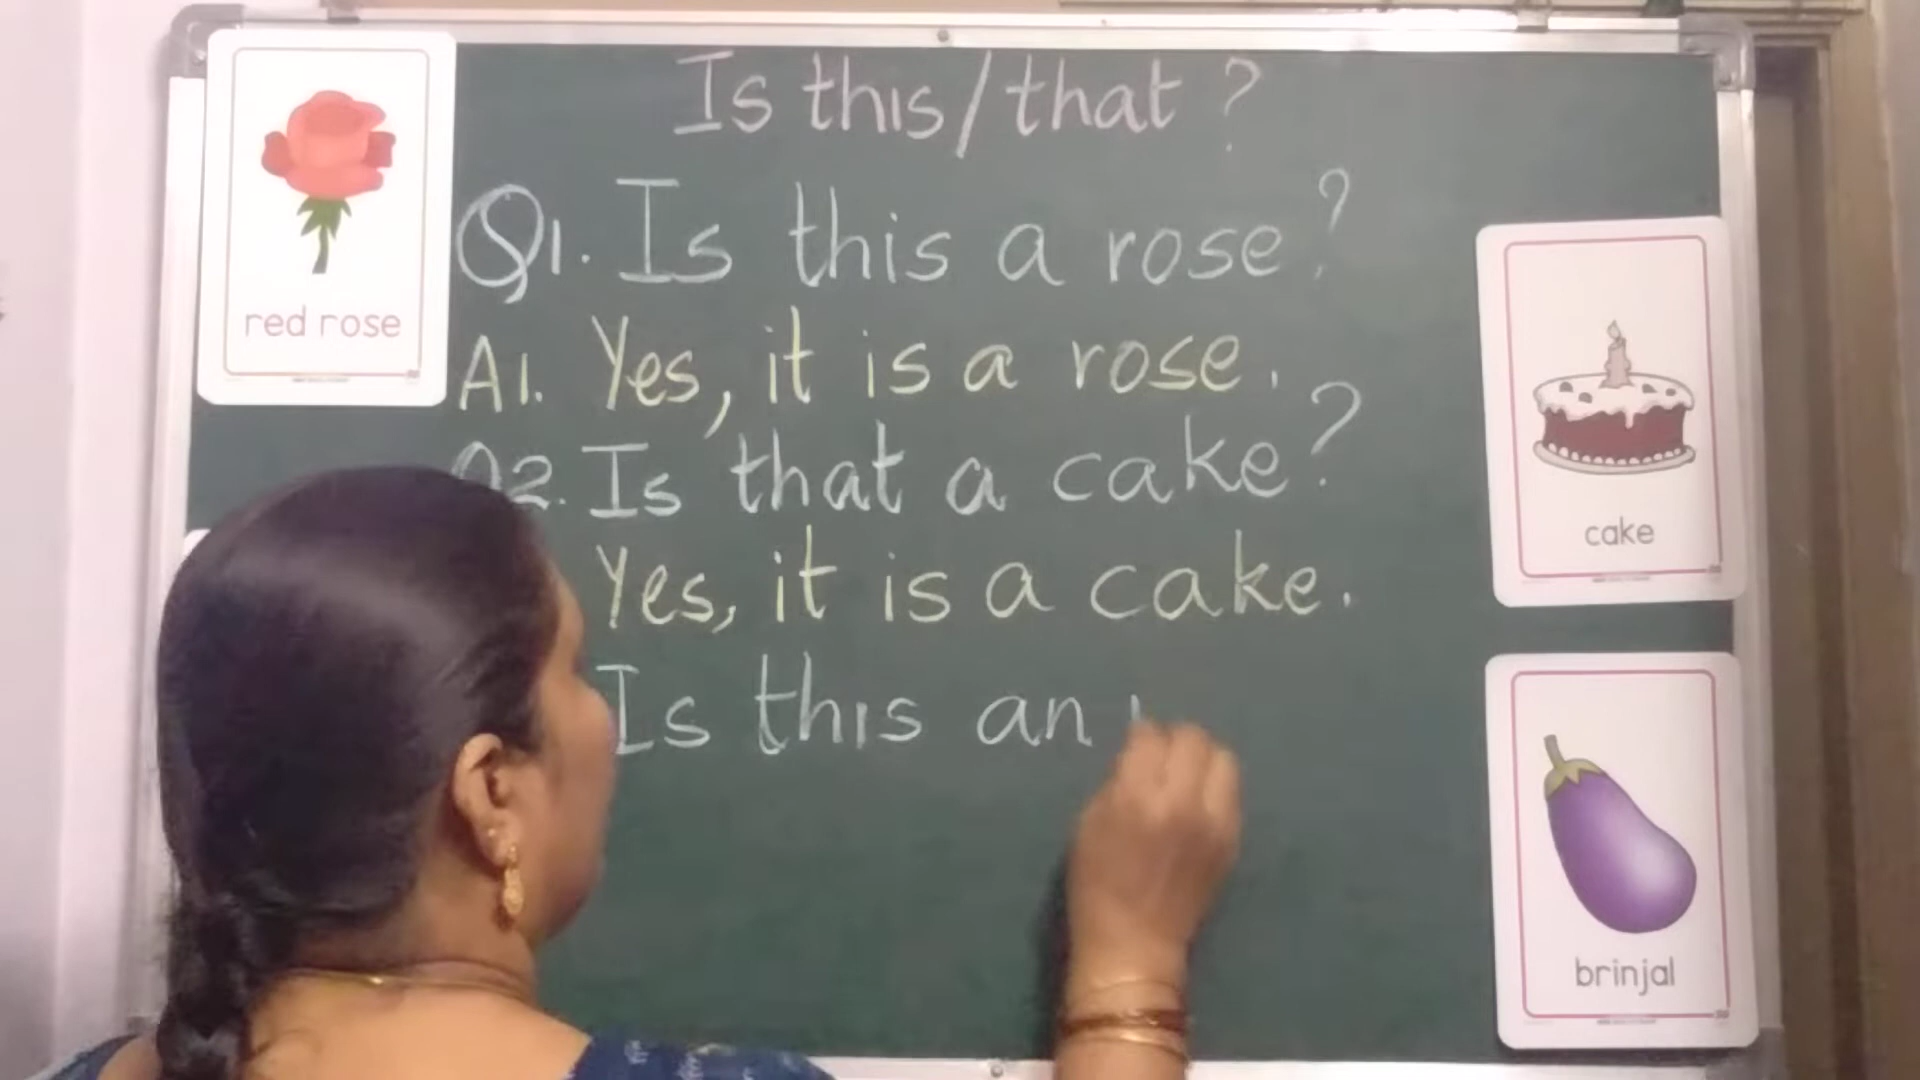 Is this/that?
red rose
Q1. Is this a rose?
A1. Yes, it is a rose.
Q2. Is that a cake?
Yes, it is a cake.
Is this an
cake
brinjal